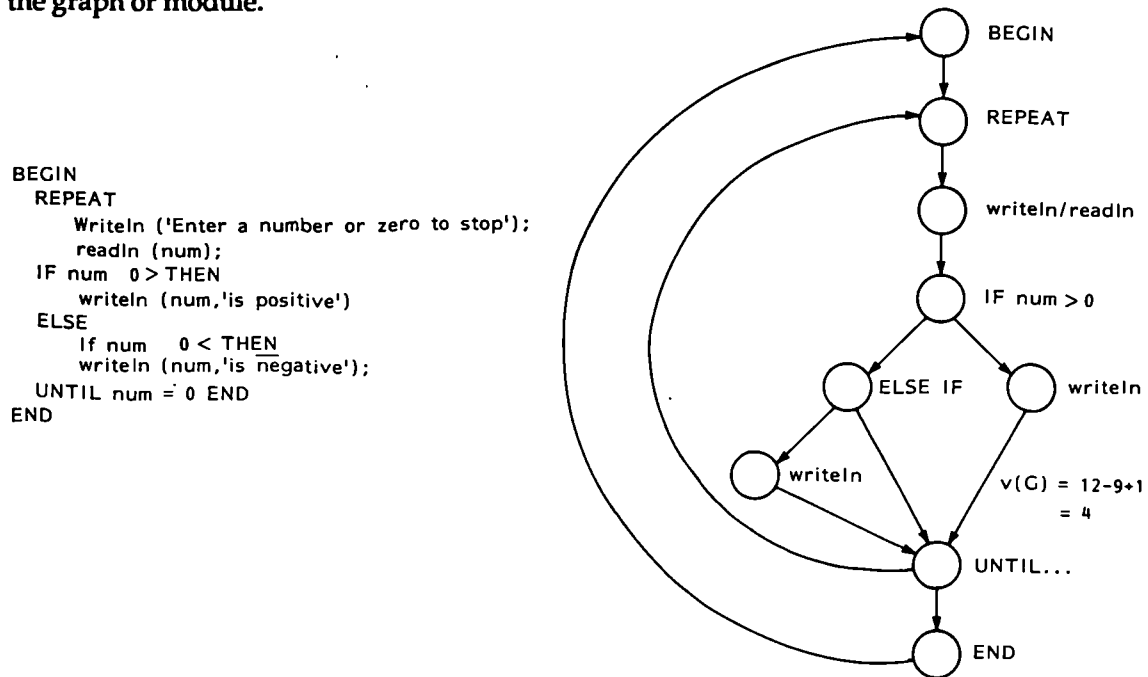 the graph or module.
BEGIN
REPEAT
Writeln ('Enter a number or zero to stop');
readln (num);
IF num 0 > THEN
writeln (num,'is positive')
ELSE
If num 0 < THEN
writeln (num,'is negative');
UNTIL num = 0 END
END
BEGIN
REPEAT
writeln/readln
IF num > 0
ELSE IF
writeln
writeln
v(G) = 12-9+1
= 4
UNTIL...
END